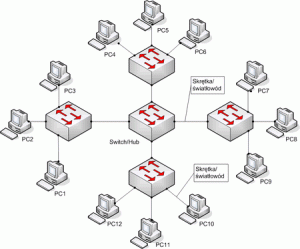 PC5
PC4
PC6
PC3
Skrętka/
światłowód
PC7
PC2
PC8
Switch/Hub
Skrętka/
światłowód
PC1
PC9
PC12
PC10
PC11